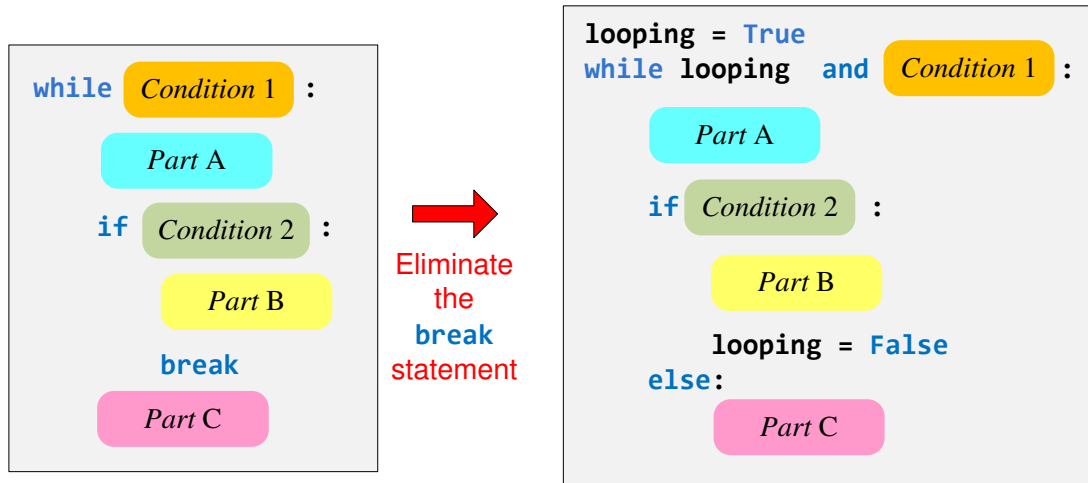 while Condition 1 :
Part A
if Condition 2 :
Part B
break
Part C
Eliminate
the
break
statement
looping = True
while looping and Condition 1 :
Part A
if Condition 2 :
Part B
looping = False
else:
Part C